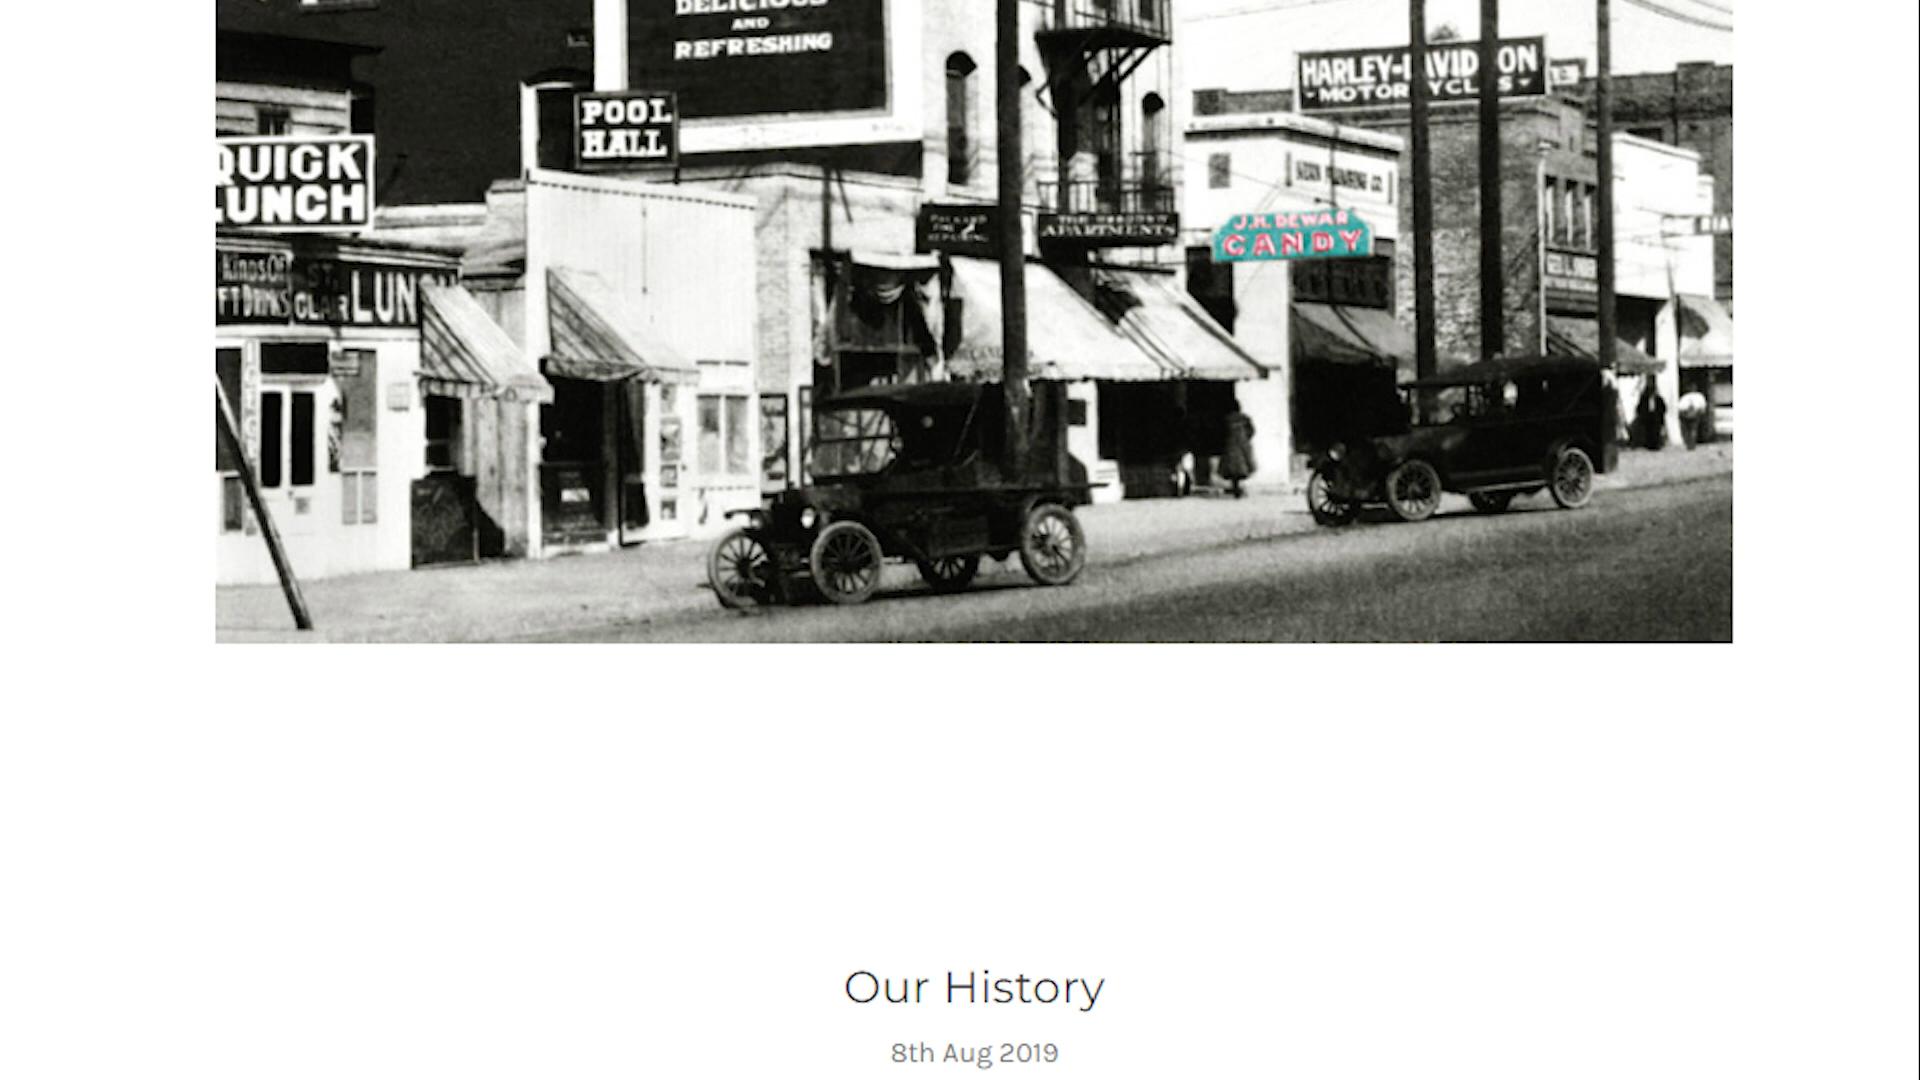 DELICIOUS
AND
REFRESHING
HARLEY-DAVIDSON
MOTORCYCLES
POOL
HALL
QUICK
LUNCH
J.H. DEWAR
CANDY
APARTMENTS
Kinds Of
FT DRINKS
ST.
CLAIR LUN
Our History
8th Aug 2019